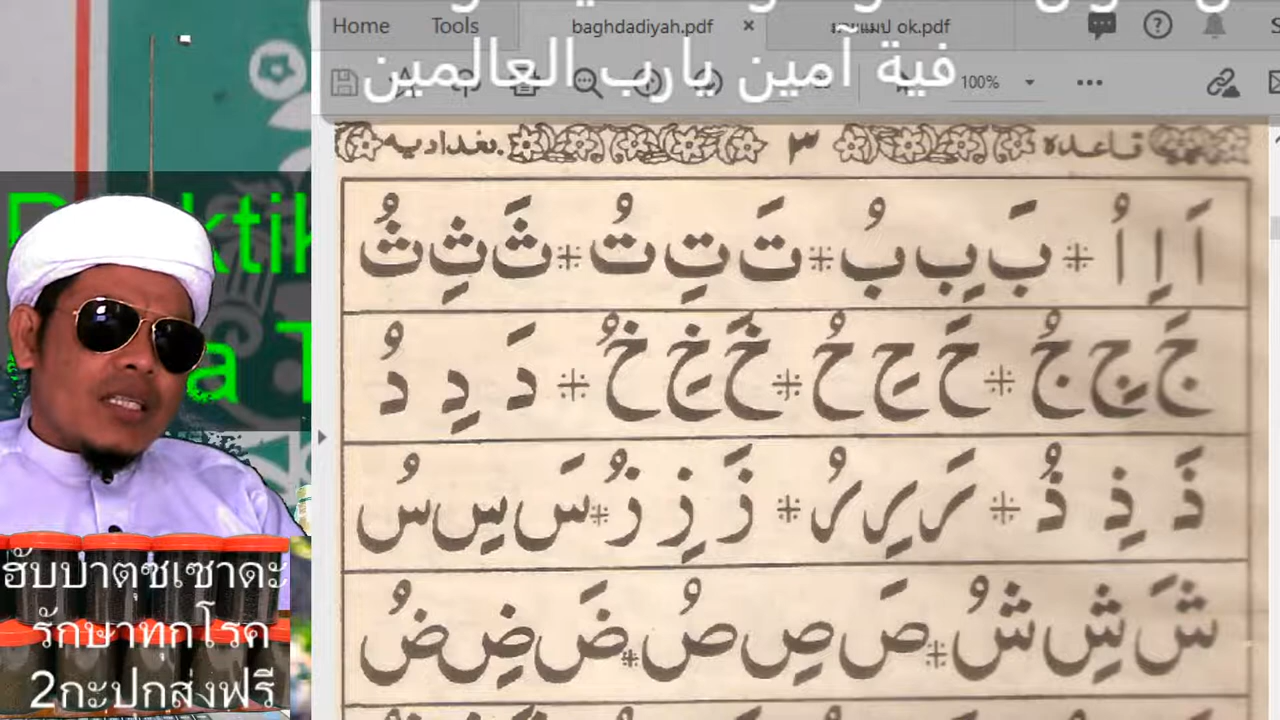 Home Tools baghdadiyah.pdf ok.pdf
فية آمين يارب العالمين
100%
قاعده ٣ بغداديه
اَ اِ اُ بَ بِ بُ تَ تِ تُ ثَ ثِ ثُ
جَ جِ جُ حَ حِ حُ خَ خِ خُ دَ دِ دُ
ذَ ذِ ذُ رَ رِ رُ زَ زِ زُ سَ سِ سُ
شَ شِ شُ صَ صِ صُ ضَ ضِ ضُ
ฮับบาตุซเซาดะ
รักษาทุกโรค
2กะปุกส่งฟรี